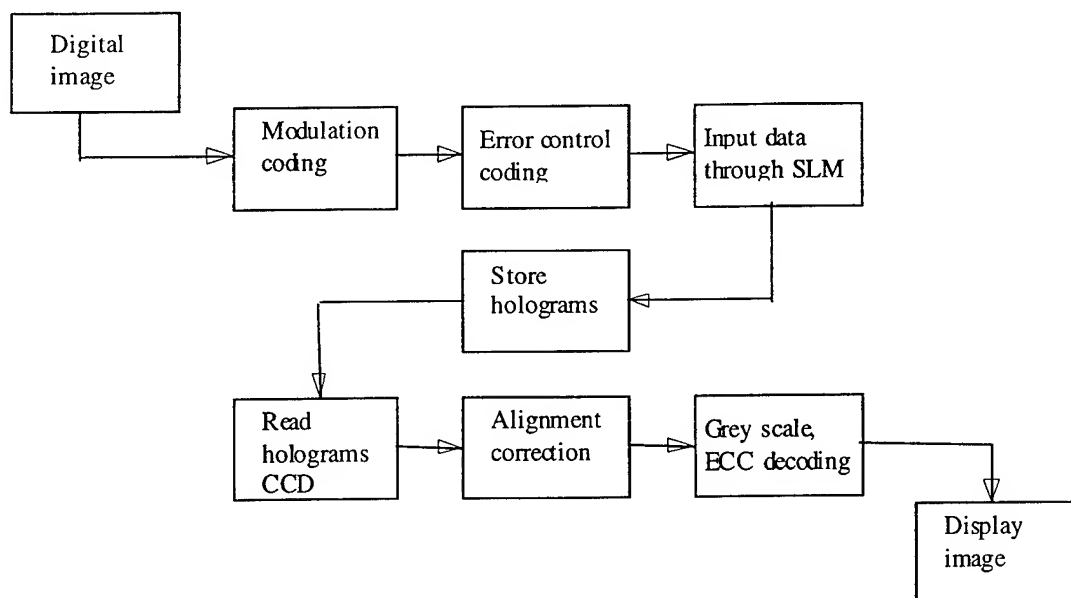 Digital
image
Modulation
coding
Error control
coding
Input data
through SLM
Store
holograms
Read
holograms
CCD
Alignment
correction
Grey scale,
ECC decoding
Display
image